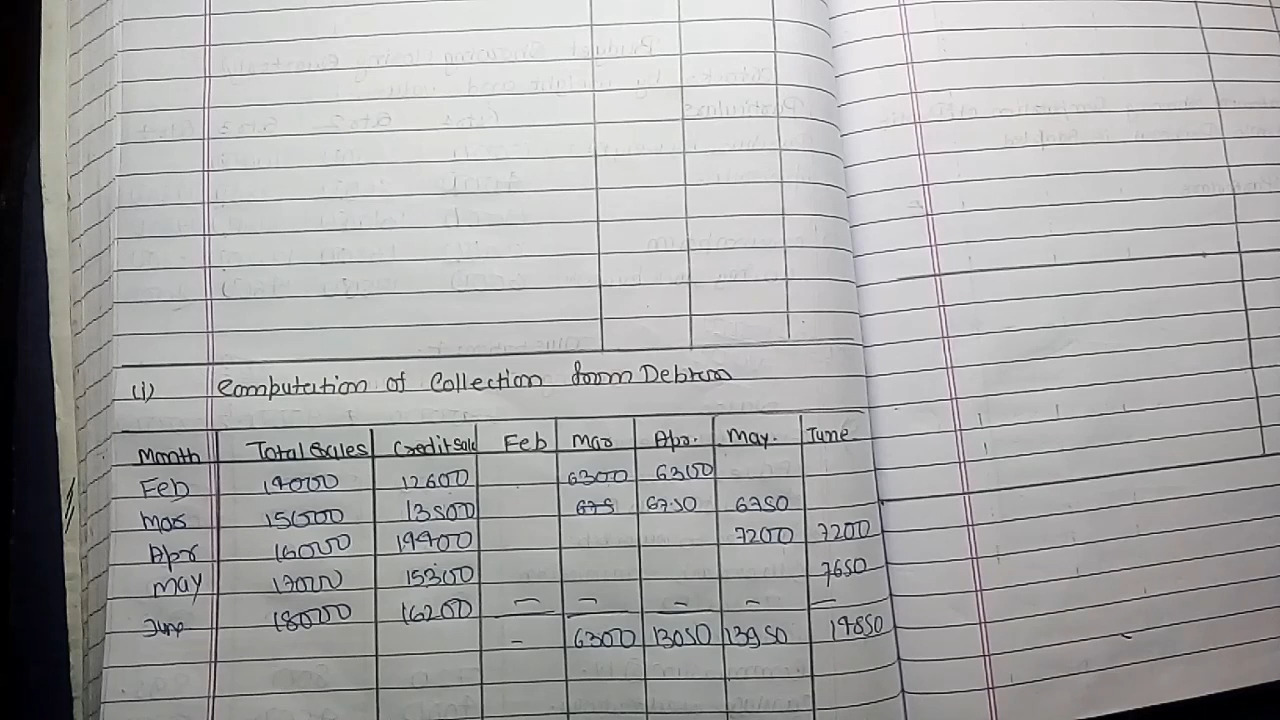 (i) Computation of Collection form Debtors
Month Total Sales Credit Sale Feb Mar Apr. May. June
Feb 14000 12600 6300 6300
Mar 15000 13500 675 6750 6750
Apr 16000 14400 7200 7200
May 17000 15300 7650
June 18000 16200 – – – – –
- 6300 13050 13950 14850